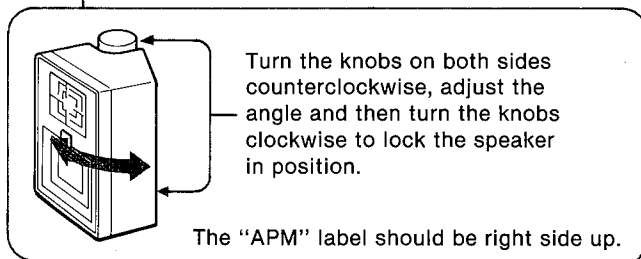 Turn the knobs on both sides
counterclockwise, adjust the
angle and then turn the knobs
clockwise to lock the speaker
in position.
The “APM” label should be right side up.